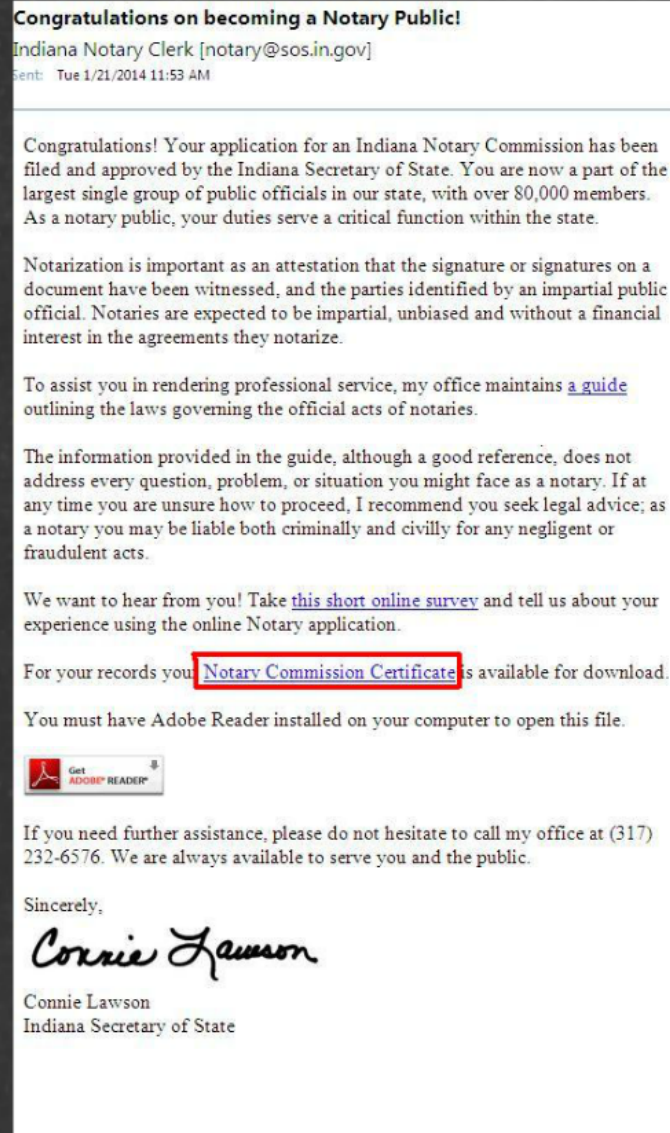 Congratulations on becoming a Notary Public!
Indiana Notary Clerk [notary@sos.in.gov]
Sent: Tue 1/21/2014 11:53 AM
Congratulations! Your application for an Indiana Notary Commission has been
filed and approved by the Indiana Secretary of State. You are now a part of the
largest single group of public officials in our state, with over 80,000 members.
As a notary public, your duties serve a critical function within the state.
Notarization is important as an attestation that the signature or signatures on a
document have been witnessed, and the parties identified by an impartial public
official. Notaries are expected to be impartial, unbiased and without a financial
interest in the agreements they notarize.
To assist you in rendering professional service, my office maintains a guide
outlining the laws governing the official acts of notaries.
The information provided in the guide, although a good reference, does not
address every question, problem, or situation you might face as a notary. If at
any time you are unsure how to proceed, I recommend you seek legal advice; as
a notary you may be liable both criminally and civilly for any negligent or
fraudulent acts.
We want to hear from you! Take this short online survey and tell us about your
experience using the online Notary application.
For your records your Notary Commission Certificate is available for download.
You must have Adobe Reader installed on your computer to open this file.
Get
ADOBE® READER®
If you need further assistance, please do not hesitate to call my office at (317)
232-6576. We are always available to serve you and the public.
Sincerely,
Connie Lawson
Connie Lawson
Indiana Secretary of State